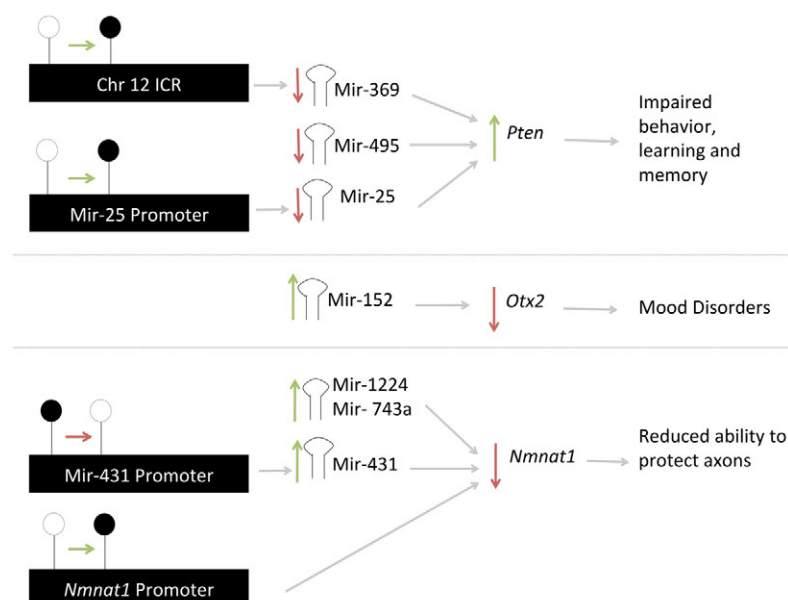 Chr 12 ICR
Mir-369
Mir-495
Mir-25 Promoter
Mir-25
Pten
Impaired
behavior,
learning and
memory
Mir-152
Otx2
Mood Disorders
Mir-1224
Mir- 743a
Mir-431 Promoter
Mir-431
Nmnat1
Reduced ability to
protect axons
Nmnat1 Promoter